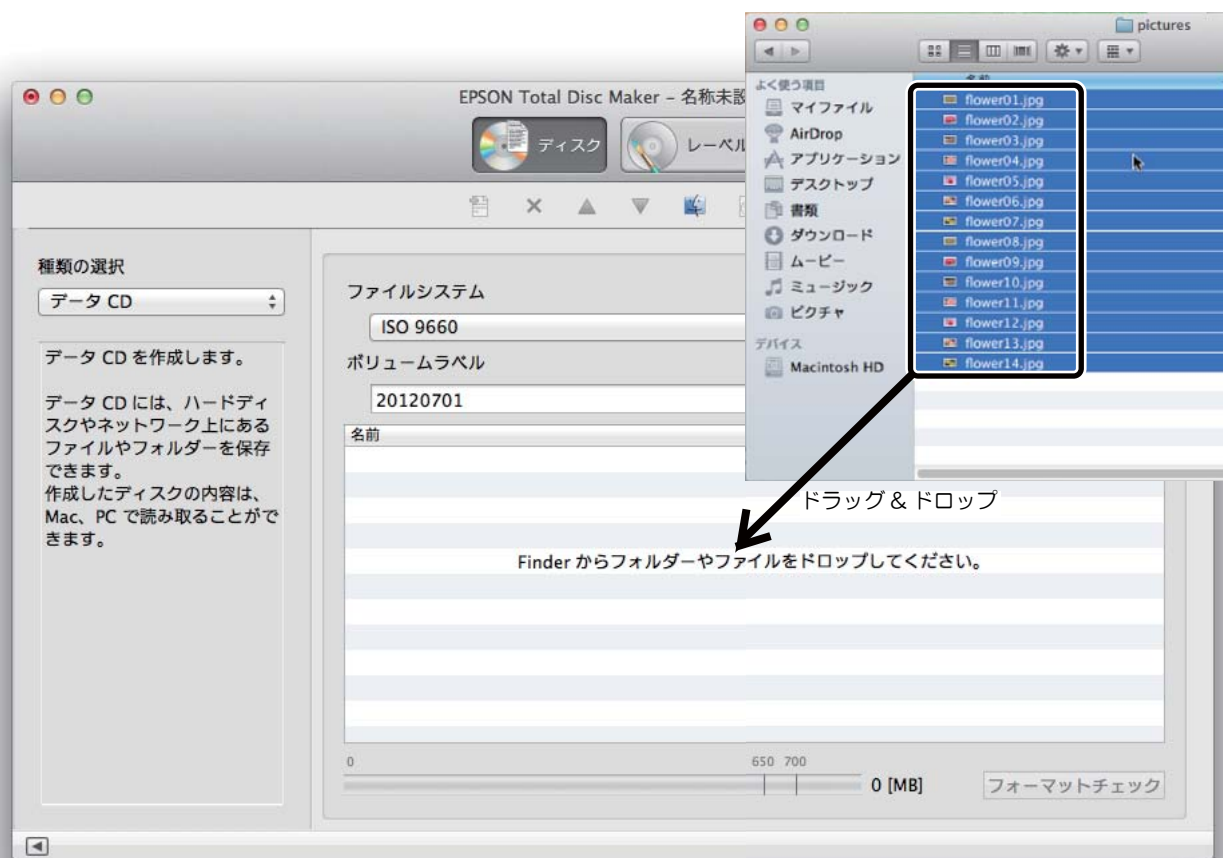 pictures
よく使う項目
マイファイル
AirDrop
アプリケーション
デスクトップ
書類
ダウンロード
ムービー
ミュージック
ピクチャ
デバイス
Macintosh HD
名前
flower01.jpg
flower02.jpg
flower03.jpg
flower04.jpg
flower05.jpg
flower06.jpg
flower07.jpg
flower08.jpg
flower09.jpg
flower10.jpg
flower11.jpg
flower12.jpg
flower13.jpg
flower14.jpg
EPSON Total Disc Maker – 名称未設
ディスク
レーベル
種類の選択
データ CD
データ CD を作成します。
データ CD には、ハードディ
スクやネットワーク上にある
ファイルやフォルダーを保存
できます。
作成したディスクの内容は、
Mac、PC で読み取ることがで
きます。
ファイルシステム
ISO 9660
ボリュームラベル
20120701
名前
ドラッグ & ドロップ
Finder からフォルダーやファイルをドロップしてください。
0
650 700
0 [MB]
フォーマットチェック